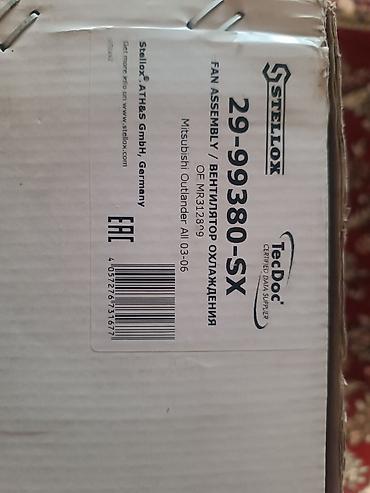 STELLOX
TecDoc®
CERTIFIED DATA SUPPLIER
29-99380-SX
FAN ASSEMBLY / ВЕНТИЛЯТОР ОХЛАЖДЕНИЯ
OE MR312899
Mitsubishi Outlander All 03-06
Stellox® ATH&S GmbH, Germany
Get more info on www.stellox.com
EAC
4 057276 731677